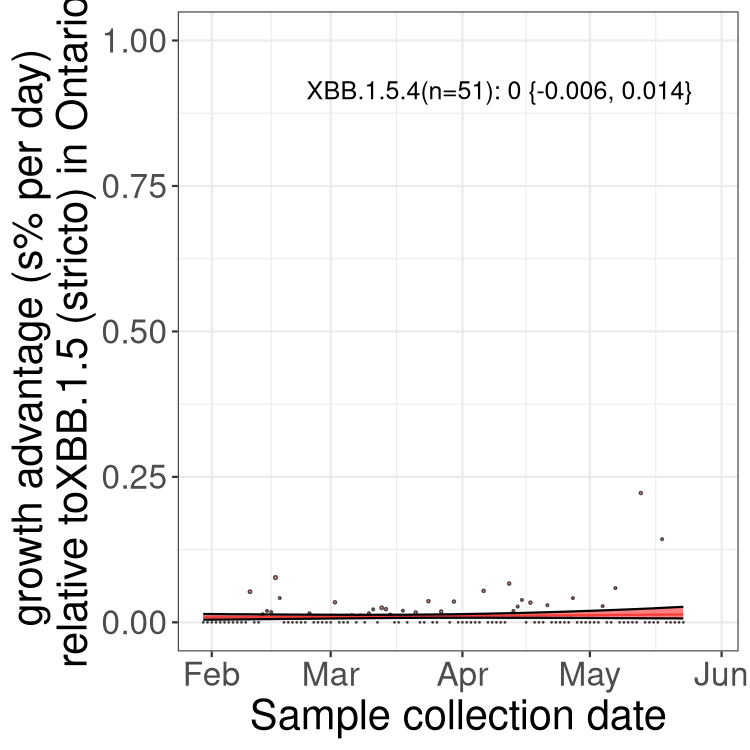 growth advantage (s% per day)
relative toXBB.1.5 (stricto) in Ontario
1.00
0.75
0.50
0.25
0.00
XBB.1.5.4(n=51): 0 {-0.006, 0.014}
Feb Mar Apr May Jun
Sample collection date